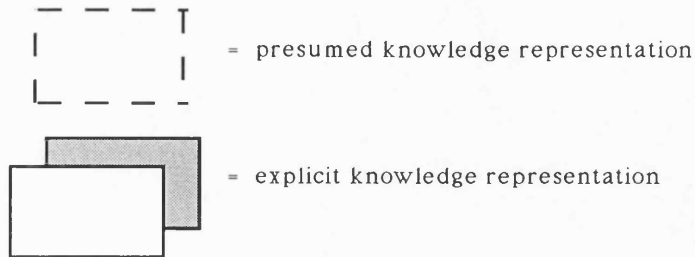 = presumed knowledge representation
= explicit knowledge representation